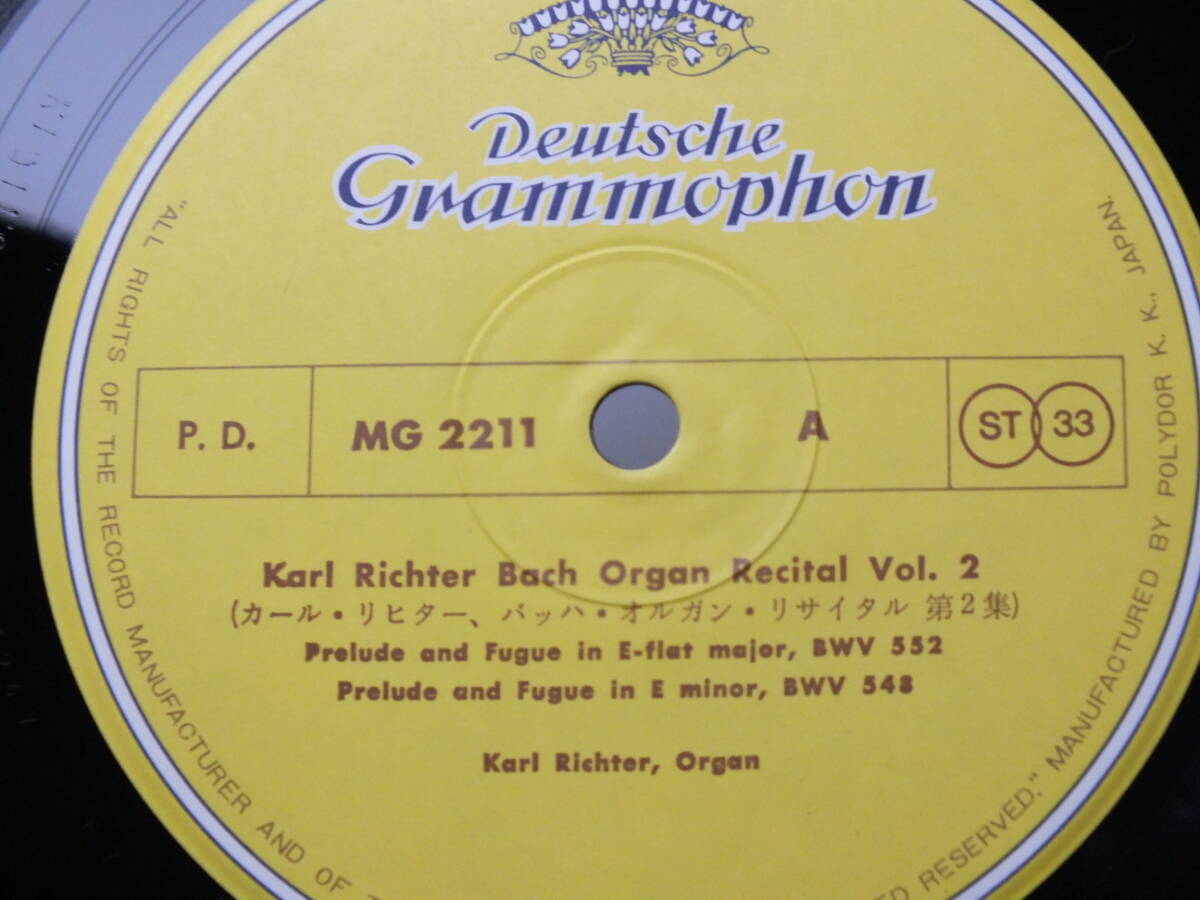 Deutsche
Grammophon
P. D.
MG 2211
A
ST 33
Karl Richter Bach Organ Recital Vol. 2
(カール・リヒター、バッハ・オルガン・リサイタル 第2集)
Prelude and Fugue in E-flat major, BWV 552
Prelude and Fugue in E minor, BWV 548
Karl Richter, Organ
"ALL RIGHTS OF THE RECORD MANUFACTURER AND OF
RESERVED." MANUFACTURED BY POLYDOR K. K., JAPAN.